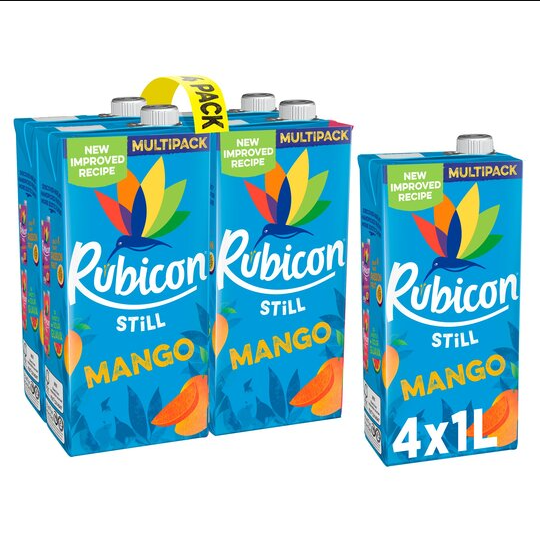 4 PACK
NEW
IMPROVED
RECIPE
MULTIPACK
Rubicon
STiLL
MANGO
NEW
IMPROVED
RECIPE
MULTIPACK
Rubicon
STiLL
MANGO
NEW
IMPROVED
RECIPE
MULTIPACK
Rubicon
STiLL
MANGO
4x1L